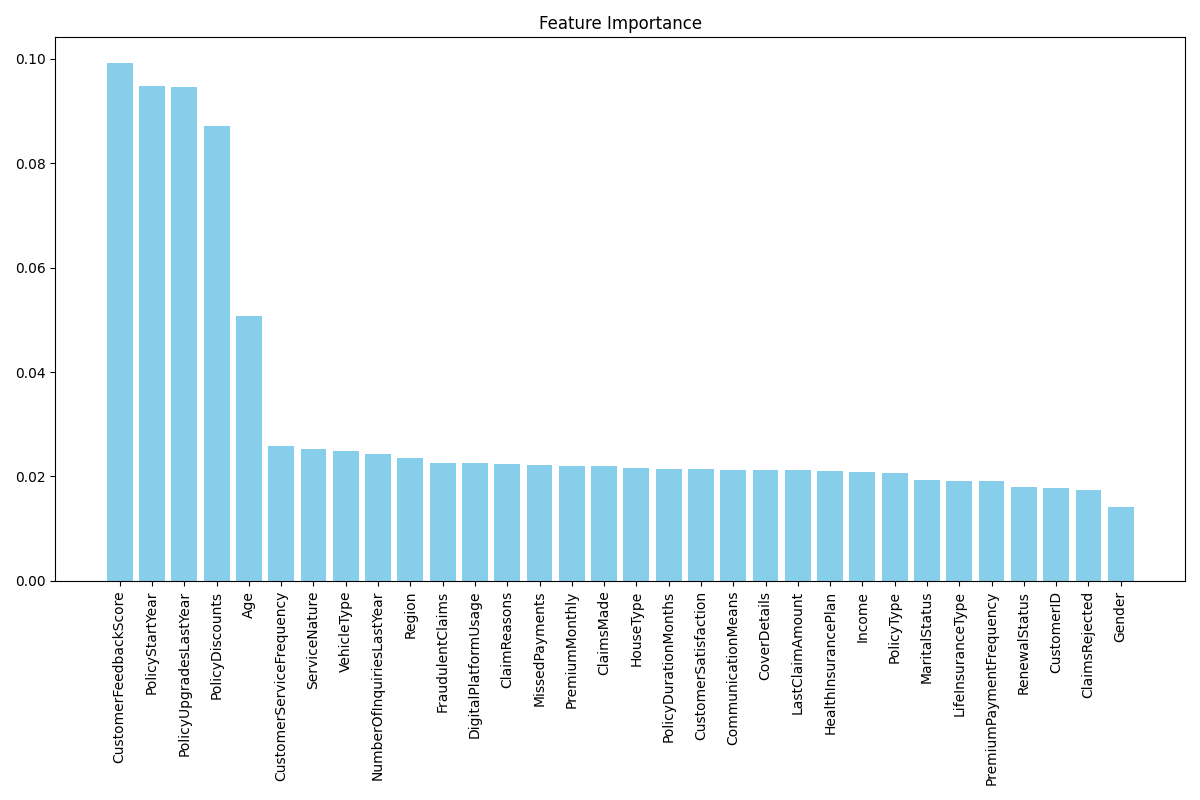 Feature Importance
0.10
0.08
0.06
0.04
0.02
0.00
CustomerFeedbackScore
PolicyStartYear
PolicyUpgradesLastYear
PolicyDiscounts
Age
CustomerServiceFrequency
ServiceNature
VehicleType
NumberOfInquiriesLastYear
Region
FraudulentClaims
DigitalPlatformUsage
ClaimReasons
MissedPayments
PremiumMonthly
ClaimsMade
HouseType
PolicyDurationMonths
CustomerSatisfaction
CommunicationMeans
CoverDetails
LastClaimAmount
HealthInsurancePlan
Income
PolicyType
MaritalStatus
LifeInsuranceType
PremiumPaymentFrequency
RenewalStatus
CustomerID
ClaimsRejected
Gender